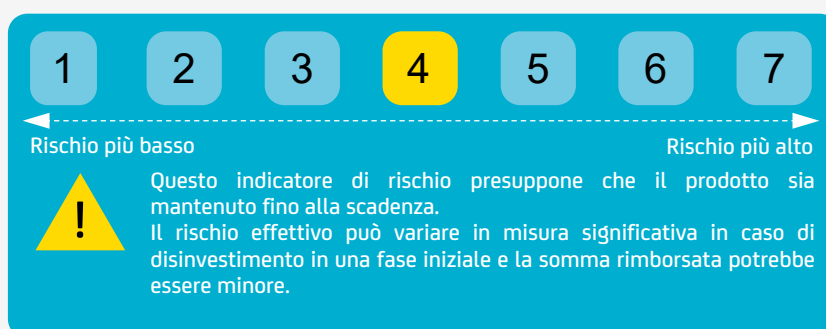 1 2 3 4 5 6 7
Rischio più basso Rischio più alto
Questo indicatore di rischio presuppone che il prodotto sia
mantenuto fino alla scadenza.
Il rischio effettivo può variare in misura significativa in caso di
disinvestimento in una fase iniziale e la somma rimborsata potrebbe
essere minore.
!